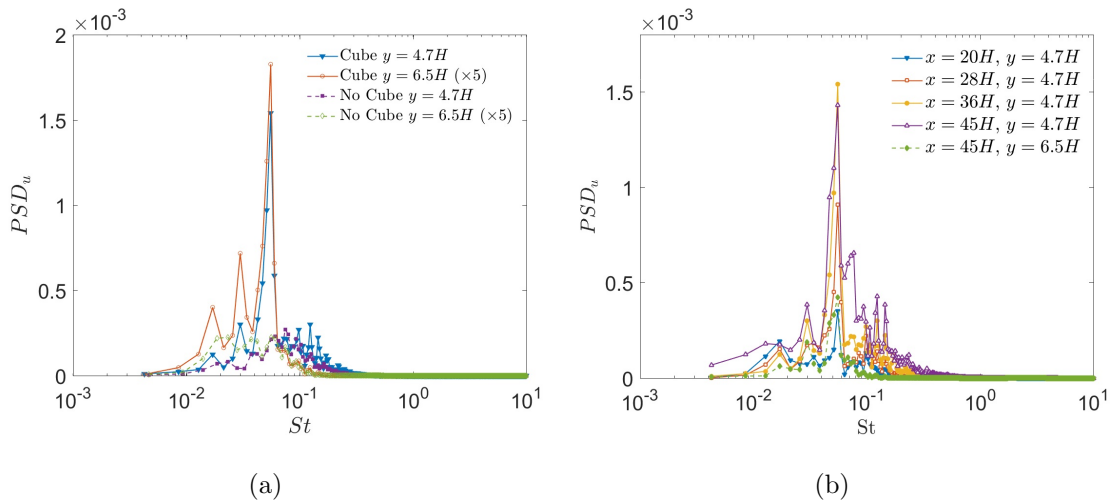 ×10⁻³
2
1.5
1
0.5
0
10⁻³
10⁻²
10⁻¹
10⁰
10¹
PSDᵤ
St
Cube y = 4.7H
Cube y = 6.5H (×5)
No Cube y = 4.7H
No Cube y = 6.5H (×5)
(a)
×10⁻³
1.5
1
0.5
0
10⁻³
10⁻²
10⁻¹
10⁰
10¹
PSDᵤ
St
x = 20H, y = 4.7H
x = 28H, y = 4.7H
x = 36H, y = 4.7H
x = 45H, y = 4.7H
x = 45H, y = 6.5H
(b)